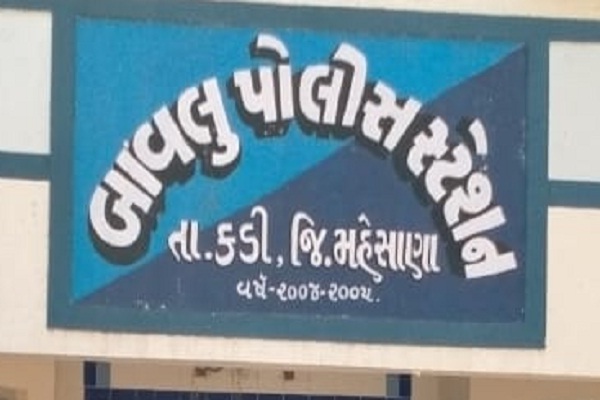 બાવલુ પોલીસ સ્ટેશન
તા.કડી, જિ.મહેસાણા
વર્ષ-૨૦૦૪-૨૦૦૫.